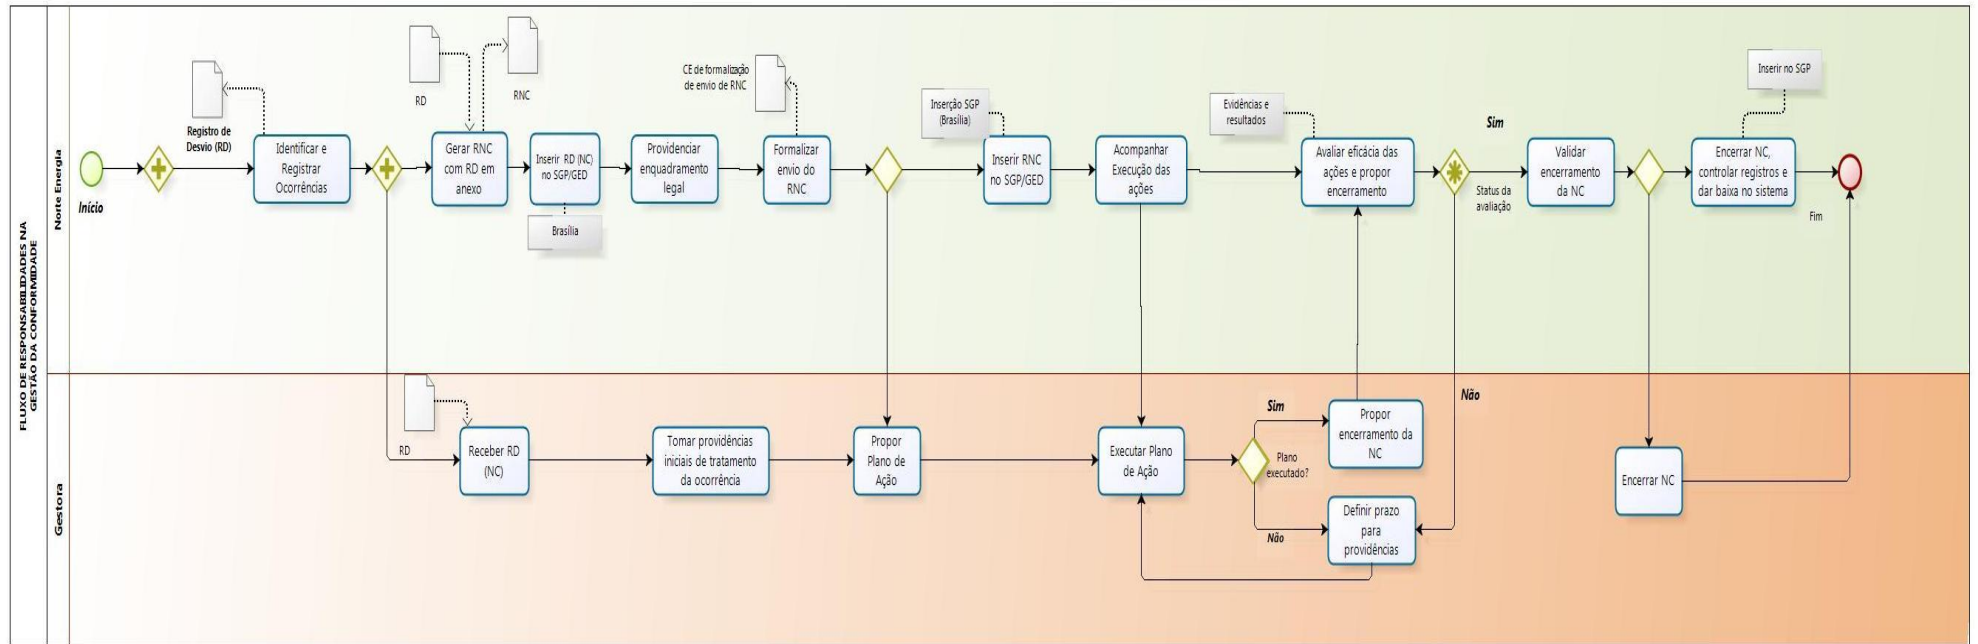 FLUXO DE RESPONSABILIDADES NA
GESTÃO DA CONFORMIDADE
Norte Energia
Início
Registro de
Desvio (RD)
Identificar e
Registrar
Ocorrências
RD
RNC
Gerar RNC
com RD em
anexo
Inserir RD (NC)
no SGP/GED
Brasília
Providenciar
enquadramento
legal
CE de formalização
de envio de RNC
Formalizar
envio do
RNC
Inserção SGP
(Brasília)
Inserir RNC
no SGP/GED
Acompanhar
Execução das
ações
Evidências e
resultados
Avaliar eficácia das
ações e propor
encerramento
Sim
Status da
avaliação
Validar
encerramento
da NC
Inserir no SGP
Encerrar NC,
controlar registros e
dar baixa no sistema
Fim
Gestora
RD
Receber RD
(NC)
Tomar providências
iniciais de tratamento
da ocorrência
Propor
Plano de
Ação
Executar Plano
de Ação
Sim
Plano
executado?
Não
Propor
encerramento da
NC
Definir prazo
para
providências
Não
Encerrar NC